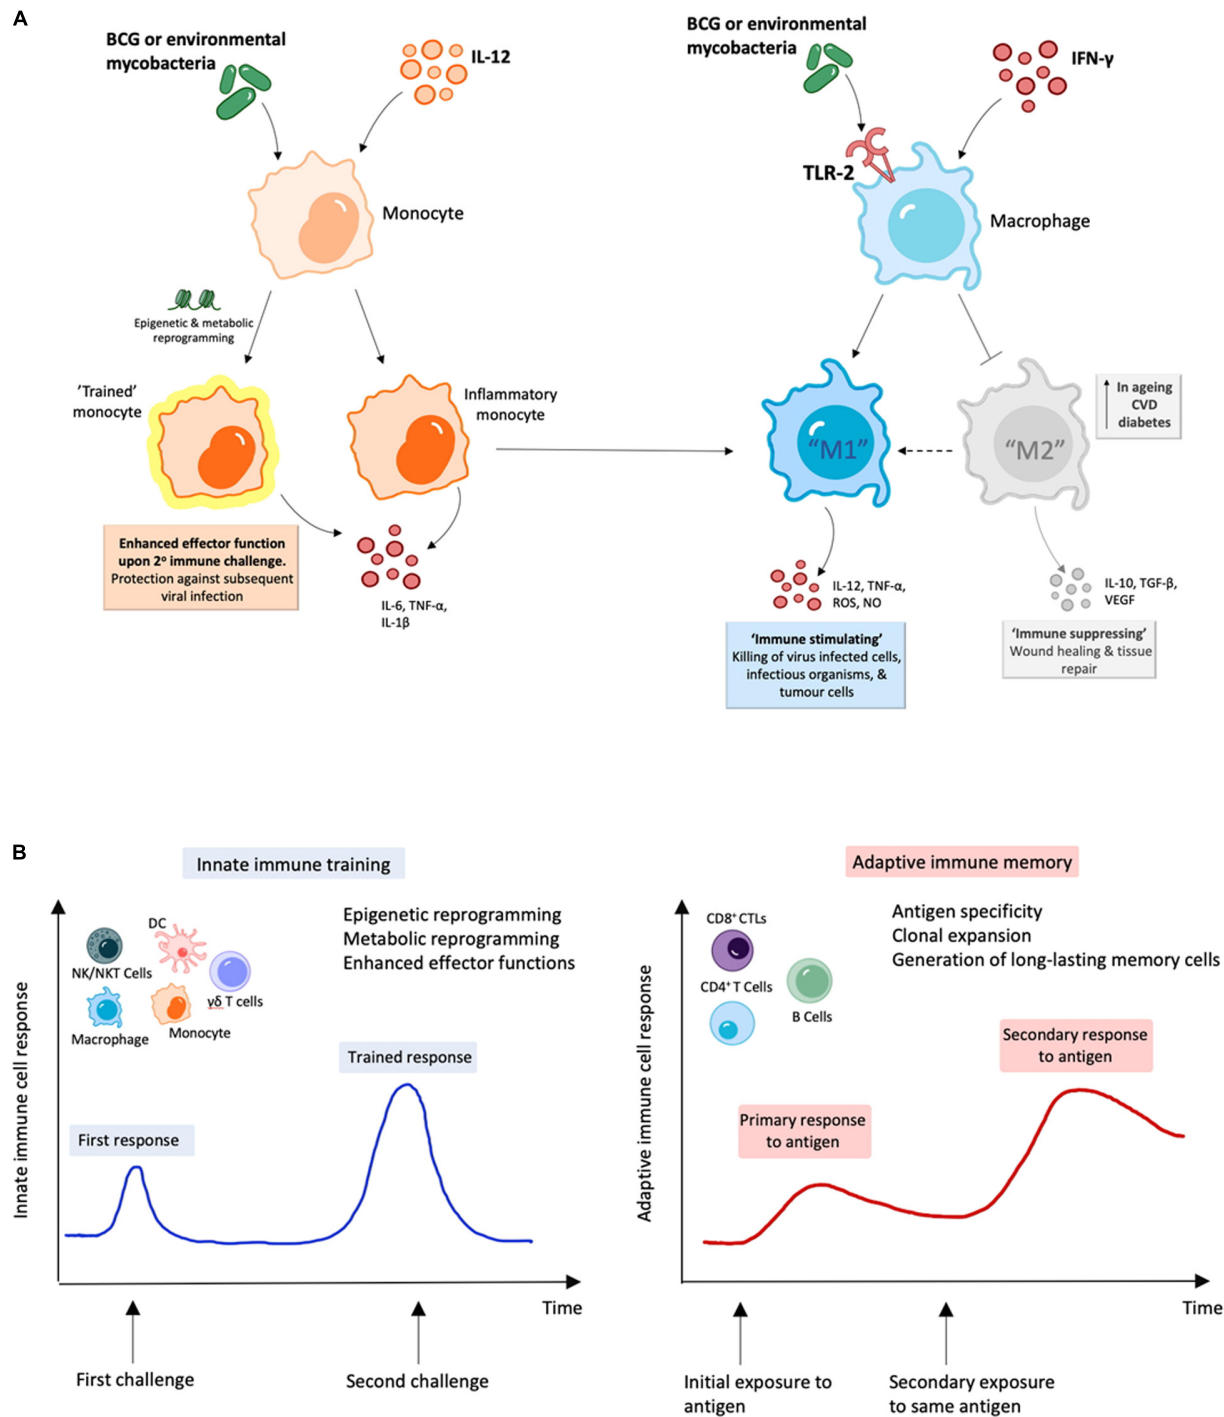 A
BCG or environmental
mycobacteria
IL-12
Monocyte
Epigenetic & metabolic
reprogramming
'Trained'
monocyte
Inflammatory
monocyte
Enhanced effector function
upon 2º immune challenge.
Protection against subsequent
viral infection
IL-6, TNF-α,
IL-1β
BCG or environmental
mycobacteria
IFN-γ
TLR-2
Macrophage
"M1"
"M2"
In ageing
CVD
diabetes
IL-12, TNF-α,
ROS, NO
'Immune stimulating'
Killing of virus infected cells,
infectious organisms, &
tumour cells
IL-10, TGF-β,
VEGF
'Immune suppressing'
Wound healing & tissue
repair
B
Innate immune training
Innate immune cell response
NK/NKT Cells
DC
γδ T cells
Macrophage
Monocyte
Epigenetic reprogramming
Metabolic reprogramming
Enhanced effector functions
First response
Trained response
Time
First challenge
Second challenge
Adaptive immune memory
Adaptive immune cell response
CD8⁺ CTLs
CD4⁺ T Cells
B Cells
Antigen specificity
Clonal expansion
Generation of long-lasting memory cells
Primary response
to antigen
Secondary response
to antigen
Time
Initial exposure to
antigen
Secondary exposure
to same antigen